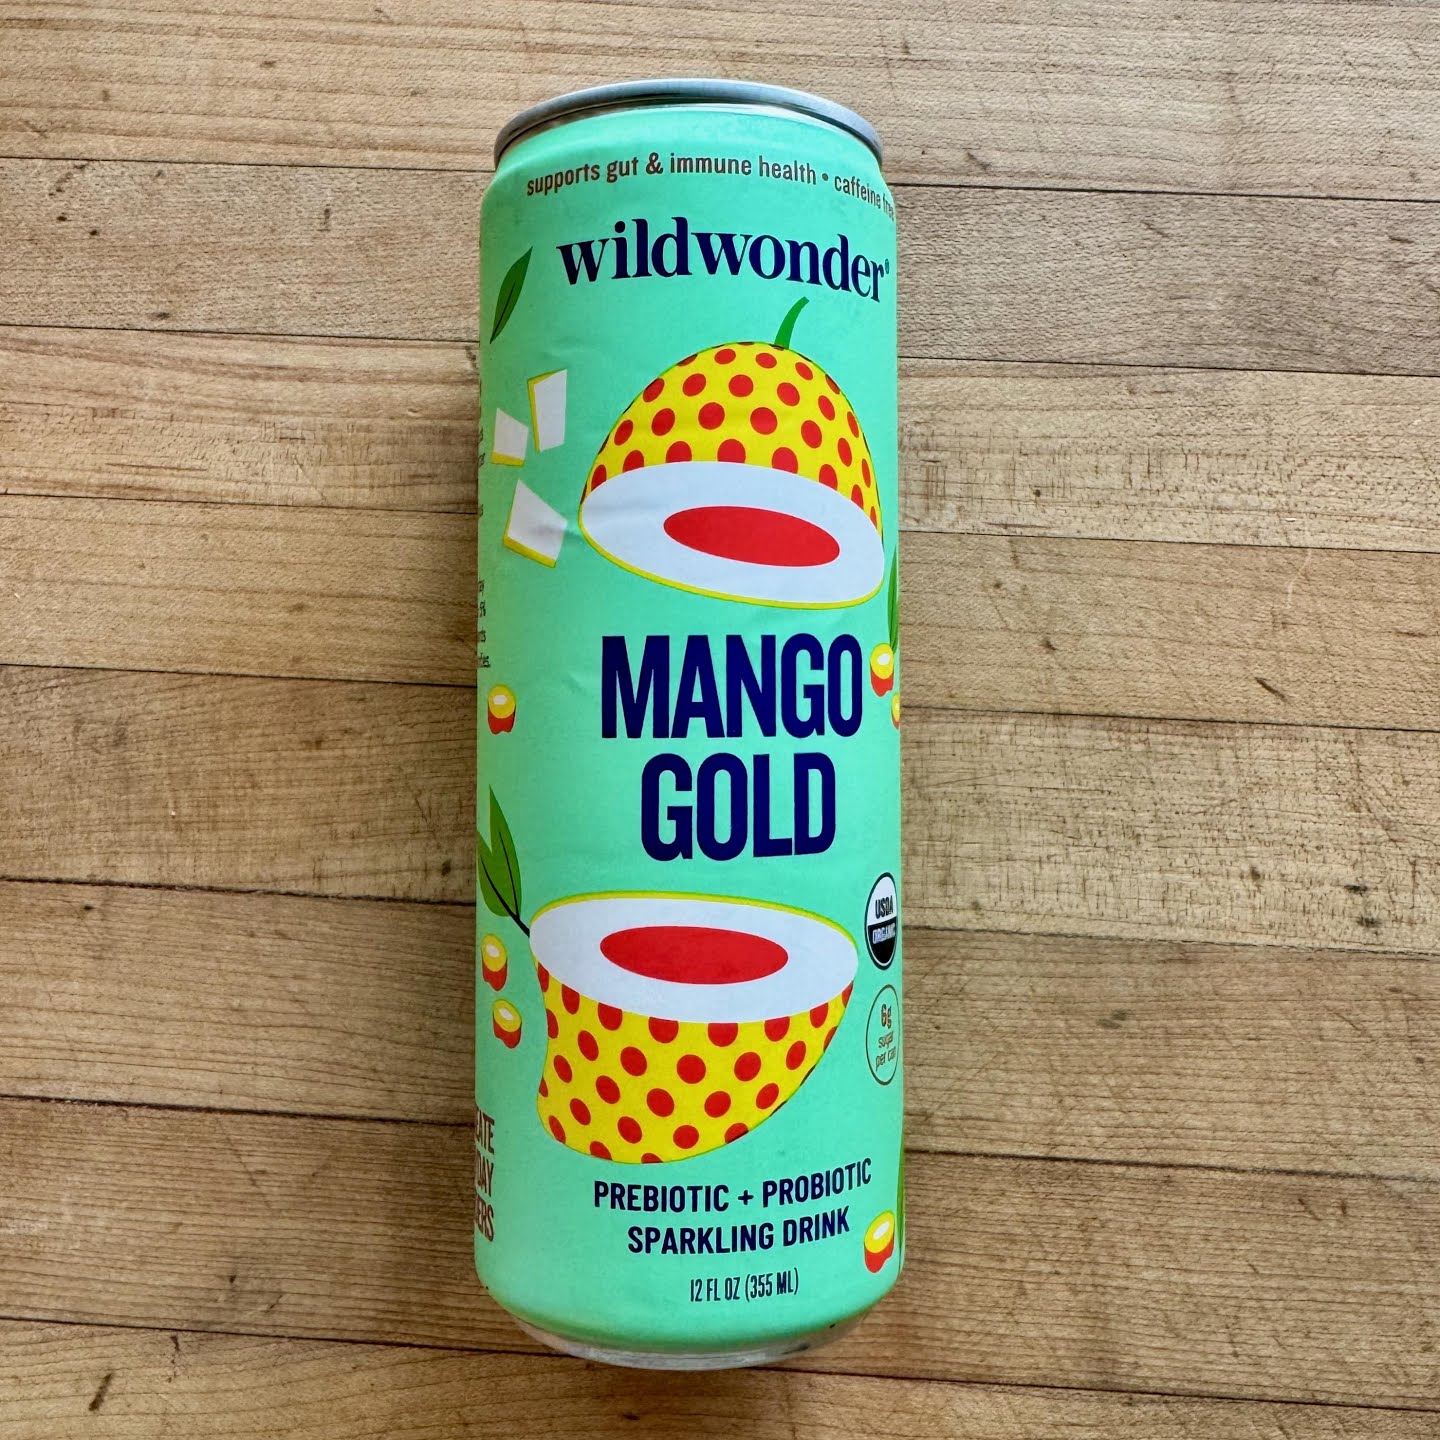 supports gut & immune health • caffeine free
wildwonder®
MANGO
GOLD
USDA
ORGANIC
6g
sugar
per can
PREBIOTIC + PROBIOTIC
SPARKLING DRINK
12 FL OZ (355 ML)